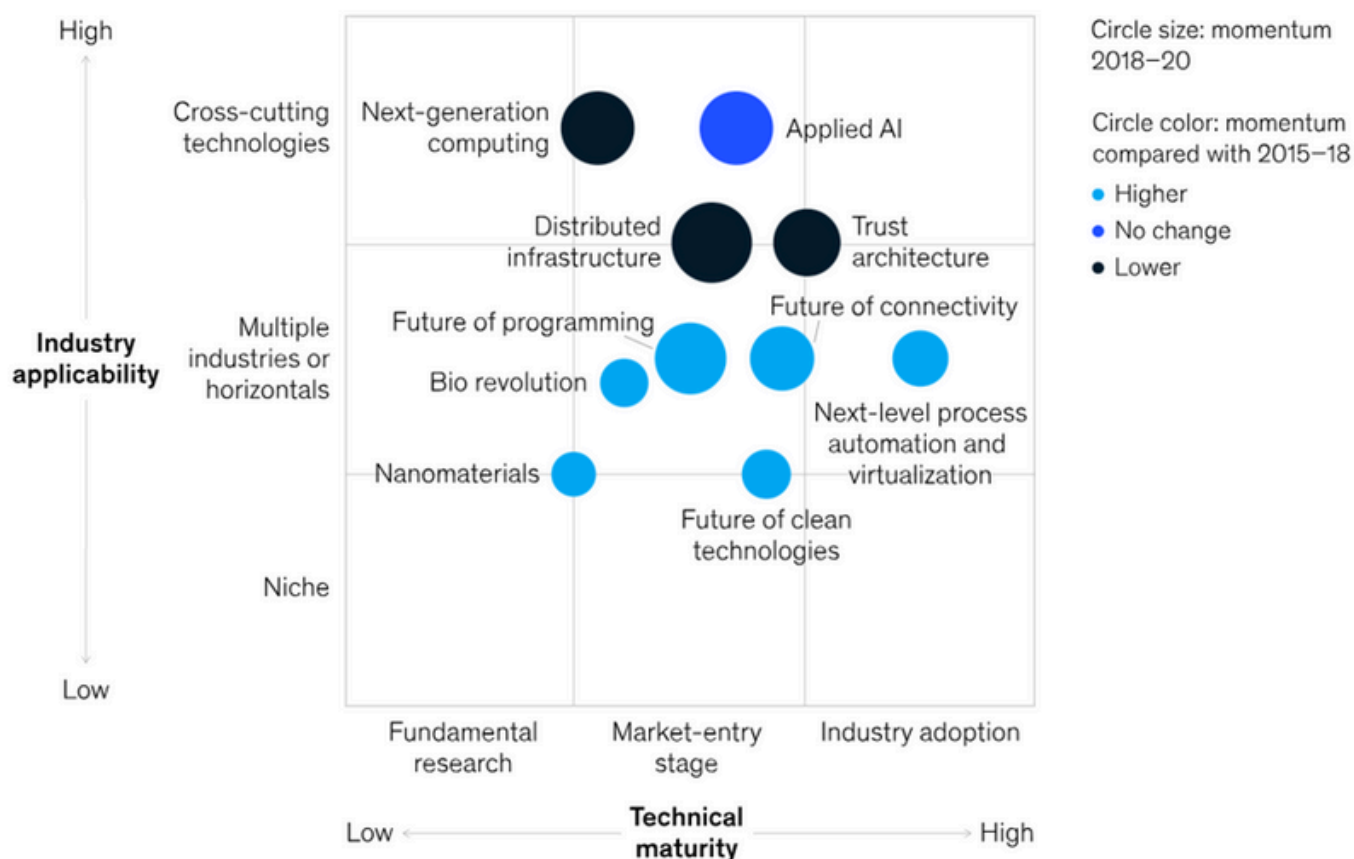 High
Cross-cutting
technologies
Next-generation
computing
Applied AI
Circle size: momentum
2018–20
Circle color: momentum
compared with 2015–18
Higher
No change
Lower
Distributed
infrastructure
Trust
architecture
Industry
applicability
Multiple
industries or
horizontals
Future of programming
Future of connectivity
Bio revolution
Next-level process
automation and
virtualization
Nanomaterials
Future of clean
technologies
Niche
Low
Fundamental
research
Market-entry
stage
Industry adoption
Low
Technical
maturity
High